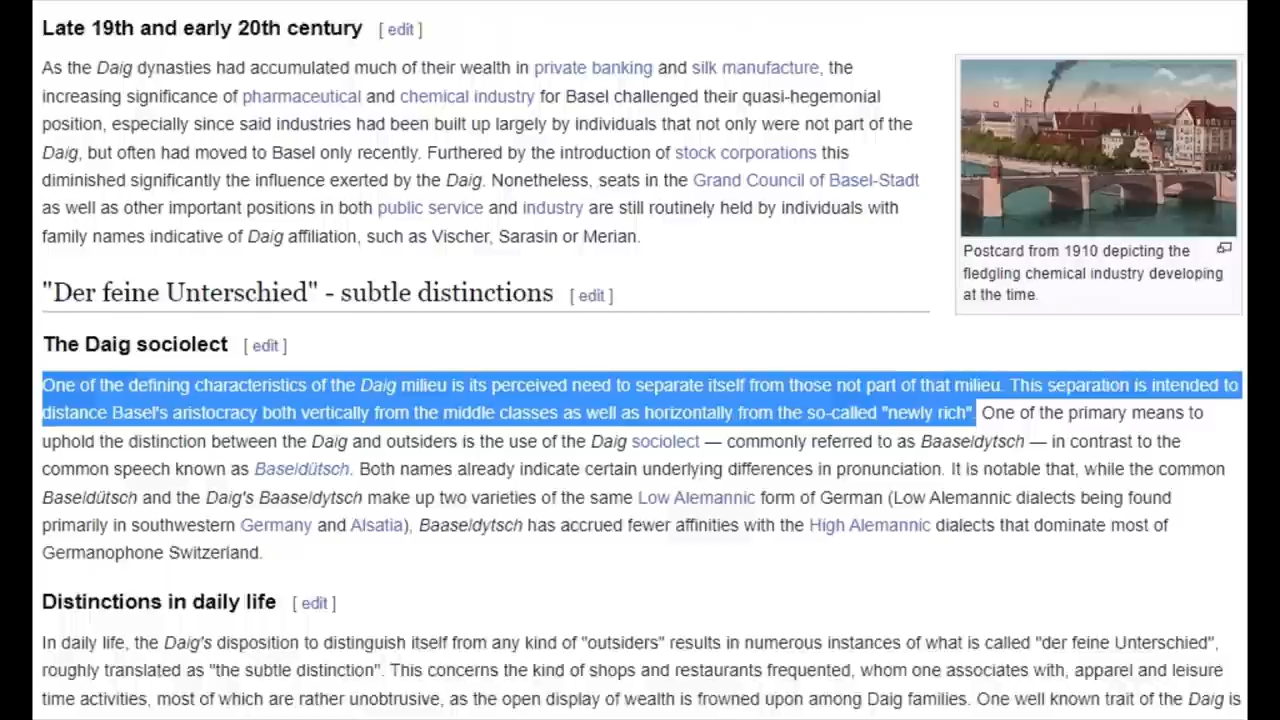 Late 19th and early 20th century [ edit ]
As the Daig dynasties had accumulated much of their wealth in private banking and silk manufacture, the
increasing significance of pharmaceutical and chemical industry for Basel challenged their quasi-hegemonial
position, especially since said industries had been built up largely by individuals that not only were not part of the
Daig, but often had moved to Basel only recently. Furthered by the introduction of stock corporations this
diminished significantly the influence exerted by the Daig. Nonetheless, seats in the Grand Council of Basel-Stadt
as well as other important positions in both public service and industry are still routinely held by individuals with
family names indicative of Daig affiliation, such as Vischer, Sarasin or Merian.
Postcard from 1910 depicting the
fledgling chemical industry developing
at the time.
"Der feine Unterschied" - subtle distinctions [ edit ]
The Daig sociolect [ edit ]
One of the defining characteristics of the Daig milieu is its perceived need to separate itself from those not part of that milieu. This separation is intended to
distance Basel's aristocracy both vertically from the middle classes as well as horizontally from the so-called "newly rich". One of the primary means to
uphold the distinction between the Daig and outsiders is the use of the Daig sociolect — commonly referred to as Baaseldytsch — in contrast to the
common speech known as Baseldütsch. Both names already indicate certain underlying differences in pronunciation. It is notable that, while the common
Baseldütsch and the Daig's Baaseldytsch make up two varieties of the same Low Alemannic form of German (Low Alemannic dialects being found
primarily in southwestern Germany and Alsatia), Baaseldytsch has accrued fewer affinities with the High Alemannic dialects that dominate most of
Germanophone Switzerland.
Distinctions in daily life [ edit ]
In daily life, the Daig's disposition to distinguish itself from any kind of "outsiders" results in numerous instances of what is called "der feine Unterschied",
roughly translated as "the subtle distinction". This concerns the kind of shops and restaurants frequented, whom one associates with, apparel and leisure
time activities, most of which are rather unobtrusive, as the open display of wealth is frowned upon among Daig families. One well known trait of the Daig is